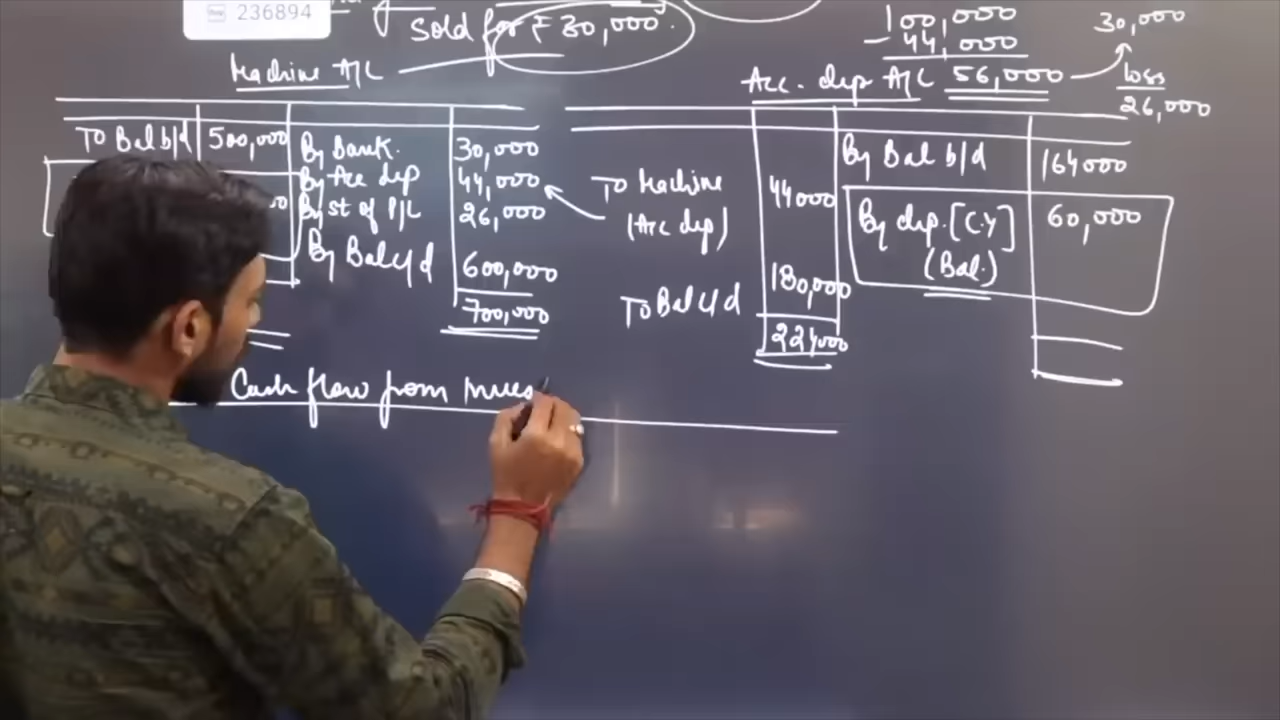 236894
Sold for ₹ 30,000.
100,000
- 44,000
56,000
30,000
loss
26,000
Machine A/C
Acc. dep A/C
To Bal b/d 500,000 By Bank. 30,000
By Acc dep 44,000
By st of P/L 26,000
By Bal c/d 600,000
700,000
To Machine 44000 By Bal b/d 164000
(Acc dep) By dep. [C.Y] 60,000
(Bal.)
To Bal c/d 180,000
224000
Cash flow from Inves